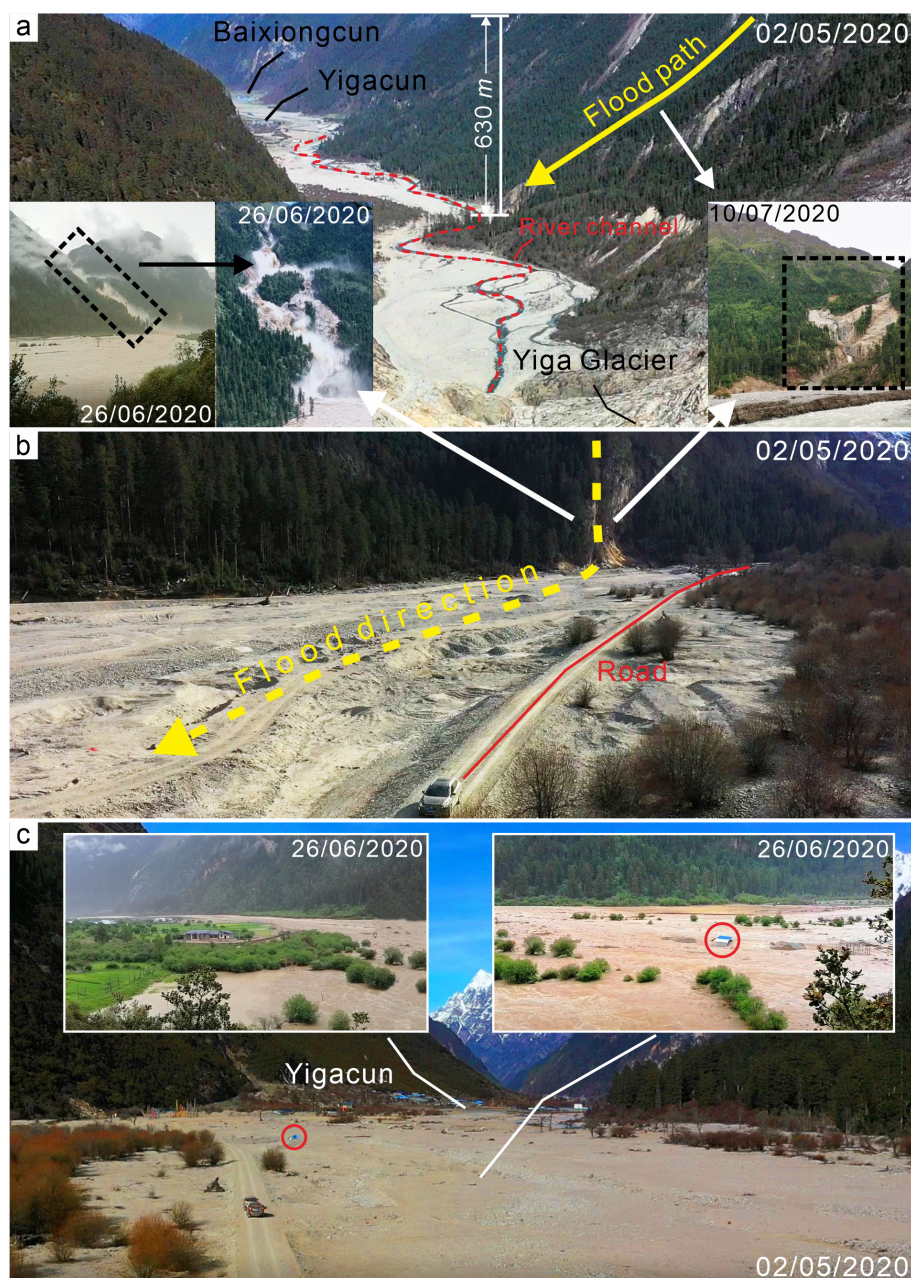 a
02/05/2020
Baixiongcun
Yigacun
630 m
Flood path
26/06/2020
10/07/2020
River channel
Yiga Glacier
26/06/2020
b
02/05/2020
Flood direction
Road
c
26/06/2020
26/06/2020
Yigacun
02/05/2020